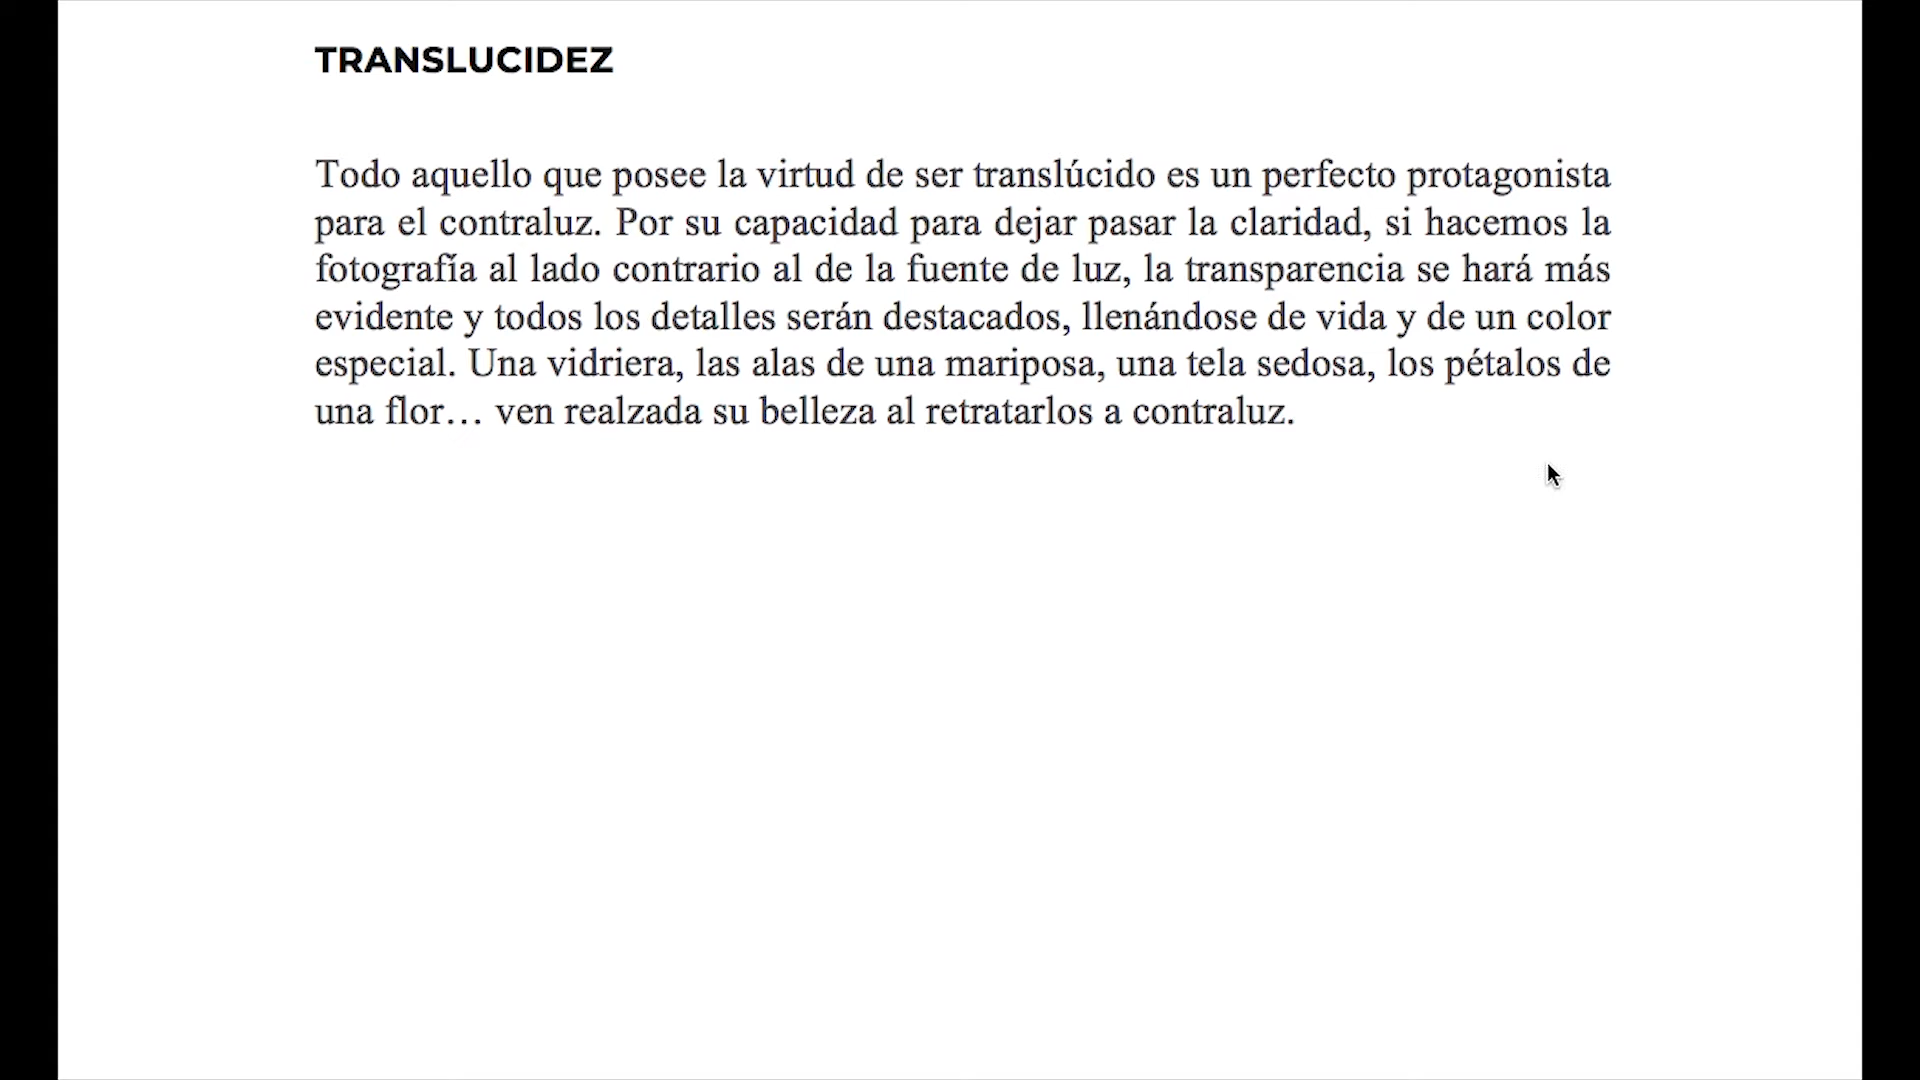 TRANSLUCIDEZ
Todo aquello que posee la virtud de ser translúcido es un perfecto protagonista
para el contraluz. Por su capacidad para dejar pasar la claridad, si hacemos la
fotografía al lado contrario al de la fuente de luz, la transparencia se hará más
evidente y todos los detalles serán destacados, llenándose de vida y de un color
especial. Una vidriera, las alas de una mariposa, una tela sedosa, los pétalos de
una flor… ven realzada su belleza al retratarlos a contraluz.